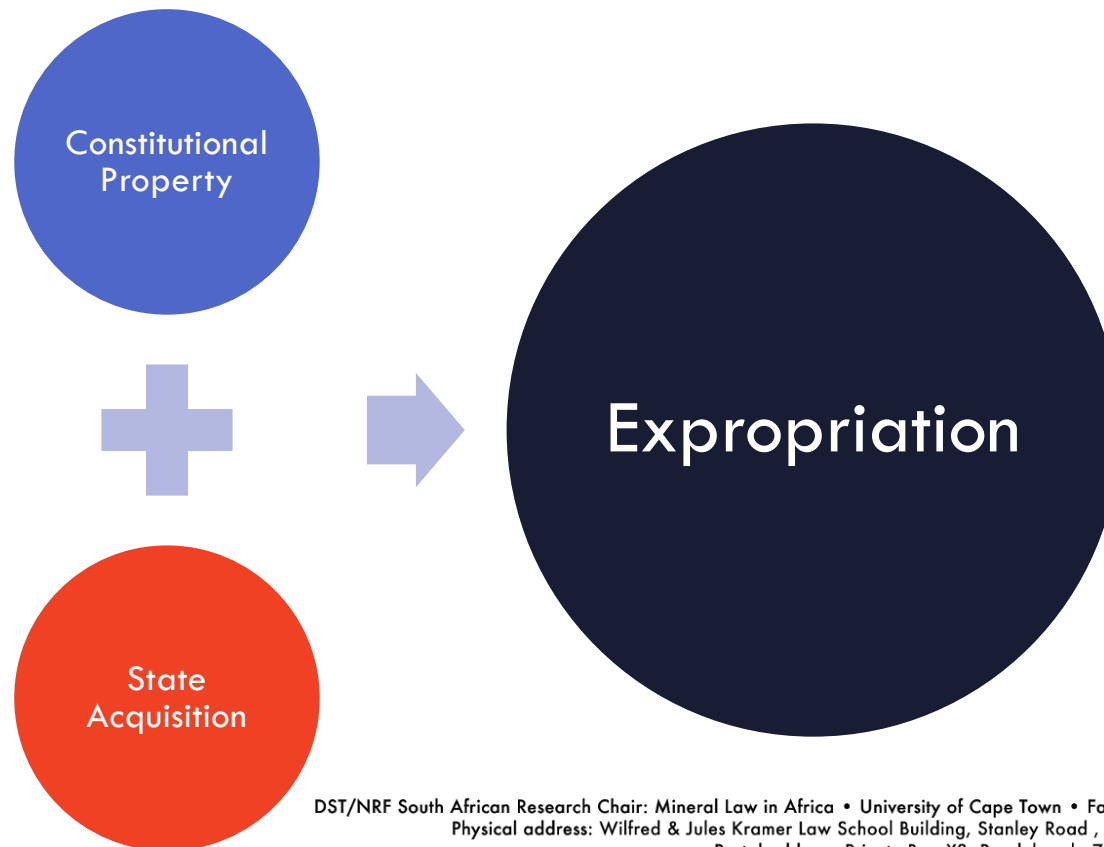 Constitutional
Property
Expropriation
State
Acquisition
DST/NRF South African Research Chair: Mineral Law in Africa • University of Cape Town •
Physical address: Wilfred & Jules Kramer Law School Building, Stanley Road ,